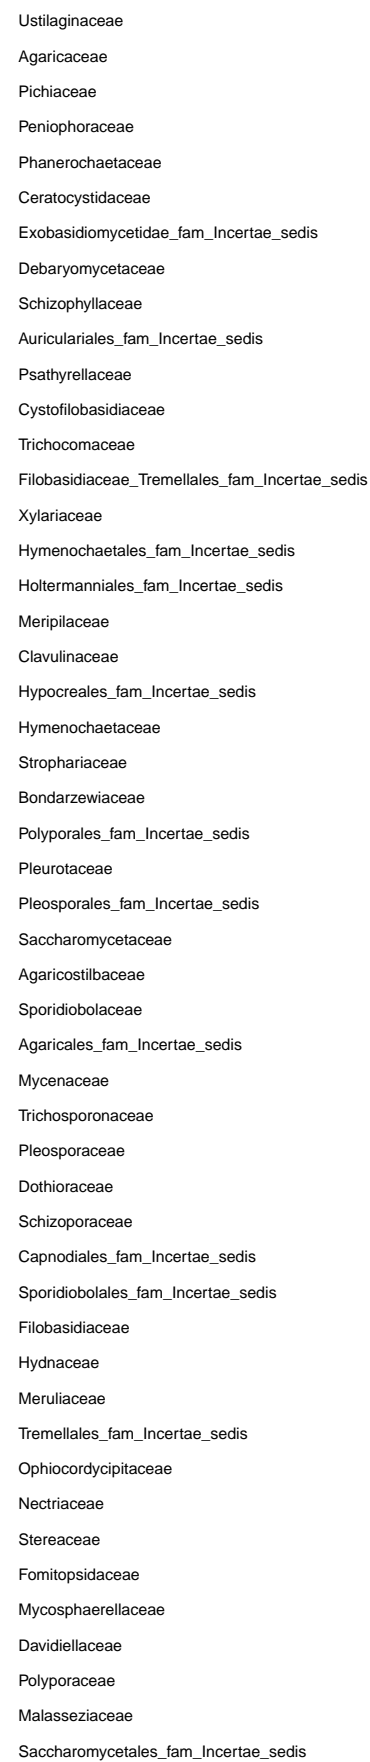 Ustilaginaceae
Agaricaceae
Pichiaceae
Peniophoraceae
Phanerochaetaceae
Ceratocystidaceae
Exobasidiomycetidae_fam_Incertae_sedis
Debaryomycetaceae
Schizophyllaceae
Auriculariales_fam_Incertae_sedis
Psathyrellaceae
Cystofilobasidiaceae
Trichocomaceae
Filobasidiaceae_Tremellales_fam_Incertae_sedis
Xylariaceae
Hymenochaetales_fam_Incertae_sedis
Holtermanniales_fam_Incertae_sedis
Meripilaceae
Clavulinaceae
Hypocreales_fam_Incertae_sedis
Hymenochaetaceae
Strophariaceae
Bondarzewiaceae
Polyporales_fam_Incertae_sedis
Pleurotaceae
Pleosporales_fam_Incertae_sedis
Saccharomycetaceae
Agaricostilbaceae
Sporidiobolaceae
Agaricales_fam_Incertae_sedis
Mycenaceae
Trichosporonaceae
Pleosporaceae
Dothioraceae
Schizoporaceae
Capnodiales_fam_Incertae_sedis
Sporidiobolales_fam_Incertae_sedis
Filobasidiaceae
Hydnaceae
Meruliaceae
Tremellales_fam_Incertae_sedis
Ophiocordycipitaceae
Nectriaceae
Stereaceae
Fomitopsidaceae
Mycosphaerellaceae
Davidiellaceae
Polyporaceae
Malasseziaceae
Saccharomycetales_fam_Incertae_sedis